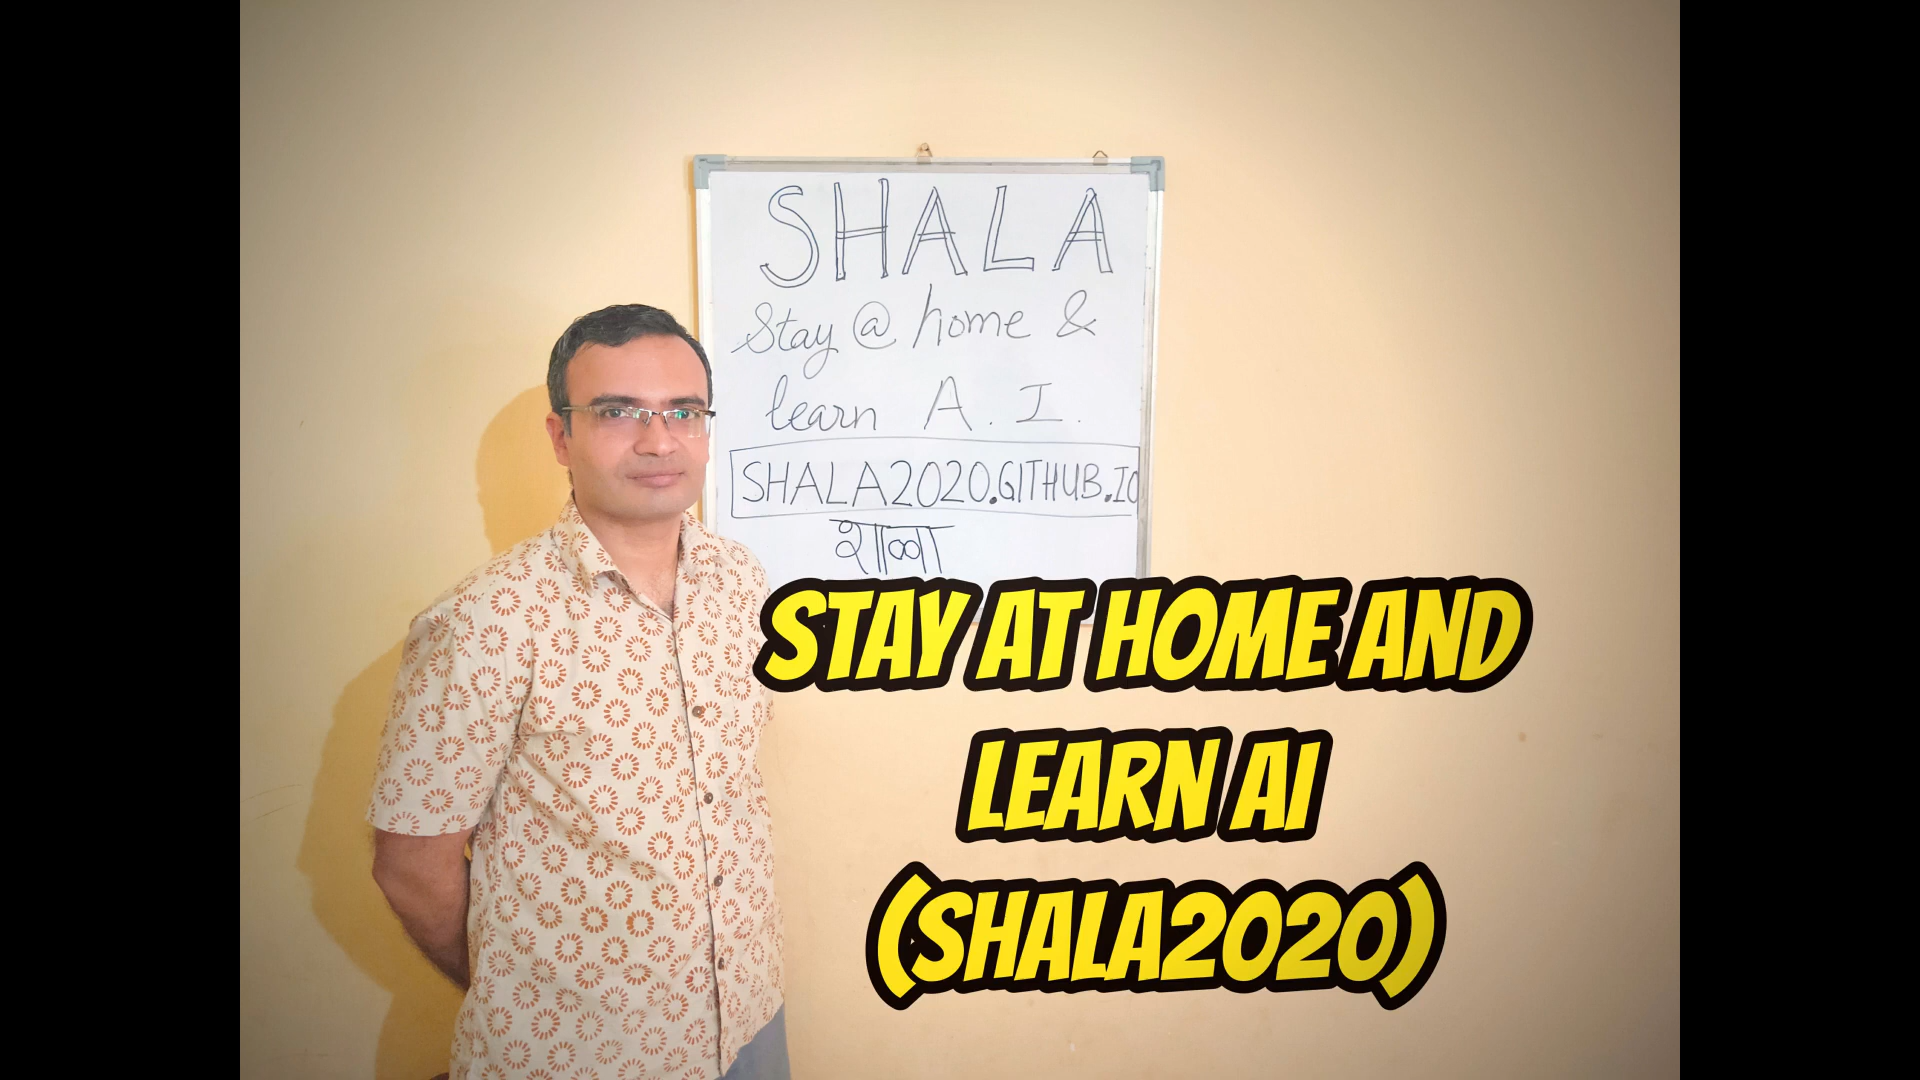 SHALA
Stay @ home &
learn A. I.
SHALA2020.GITHUB.IO
शाळा
STAY AT HOME AND
LEARN AI
(SHALA2020)